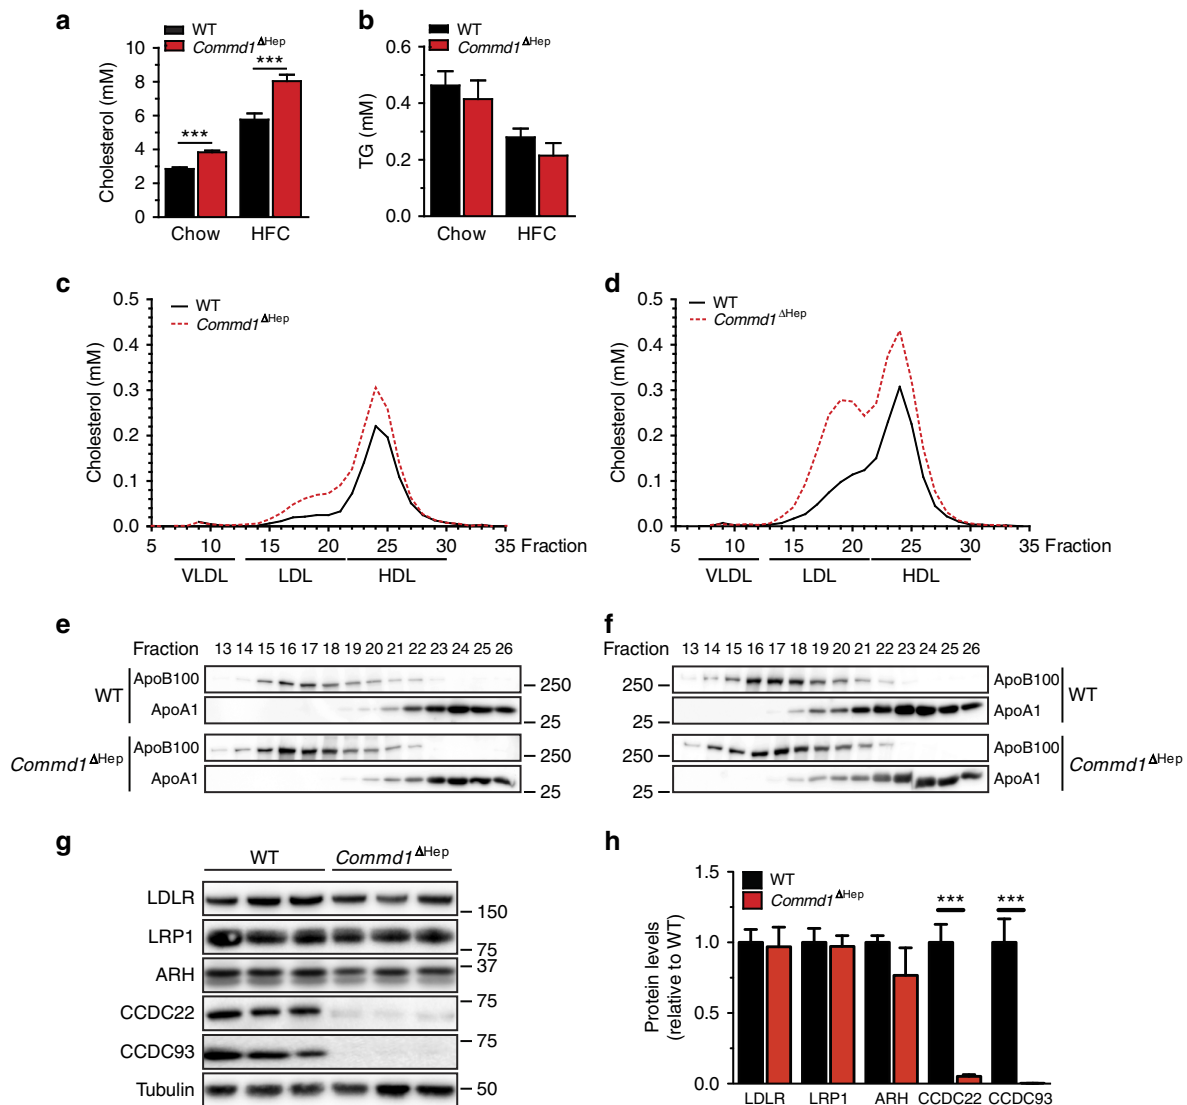 a
WT
Commd1ΔHep
Cholesterol (mM)
10
8
6
4
2
0
***
***
Chow
HFC
b
WT
Commd1ΔHep
TG (mM)
0.6
0.4
0.2
0.0
Chow
HFC
c
WT
Commd1ΔHep
Cholesterol (mM)
0.5
0.4
0.3
0.2
0.1
0.0
5 10 15 20 25 30 35 Fraction
VLDL LDL HDL
d
WT
Commd1ΔHep
Cholesterol (mM)
0.5
0.4
0.3
0.2
0.1
0.0
5 10 15 20 25 30 35 Fraction
VLDL LDL HDL
e
Fraction 13 14 15 16 17 18 19 20 21 22 23 24 25 26
WT
ApoB100
250
ApoA1
25
Commd1ΔHep
ApoB100
250
ApoA1
25
f
Fraction 13 14 15 16 17 18 19 20 21 22 23 24 25 26
250
ApoB100
WT
25
ApoA1
250
ApoB100
Commd1ΔHep
25
ApoA1
g
WT Commd1ΔHep
LDLR
150
LRP1
75
ARH
37
CCDC22
75
CCDC93
75
Tubulin
50
h
WT
Commd1ΔHep
Protein levels
(relative to WT)
1.5
1.0
0.5
0.0
***
***
LDLR LRP1 ARH CCDC22 CCDC93